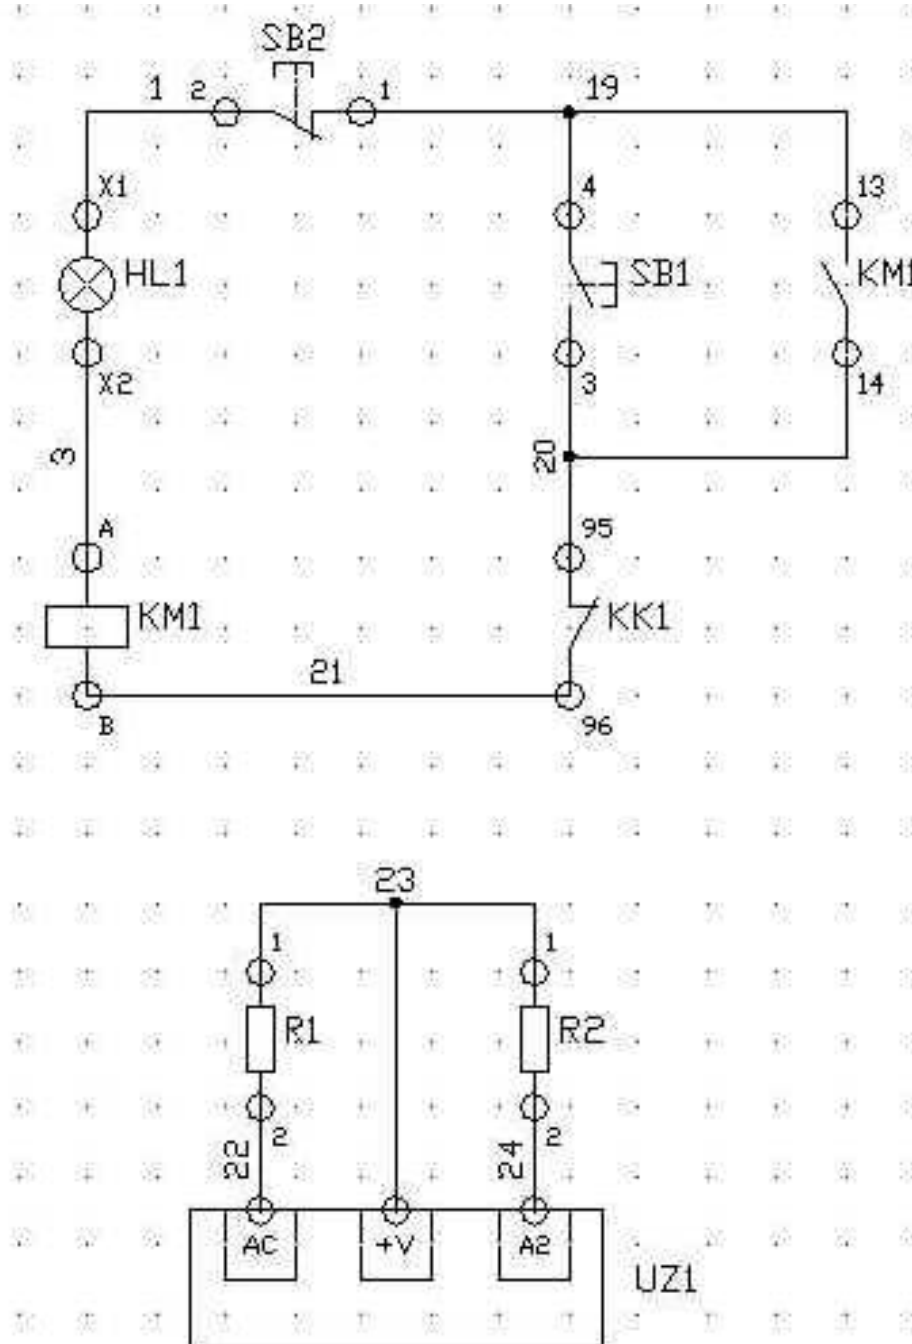 SB2
1 2 1 19
X1 4 13
HL1 SB1 KM1
X2 3 14
3 20
A 95
KM1 KK1
21
B 96
23
1 1
R1 R2
2 2
22 24
AC +V A2
UZ1